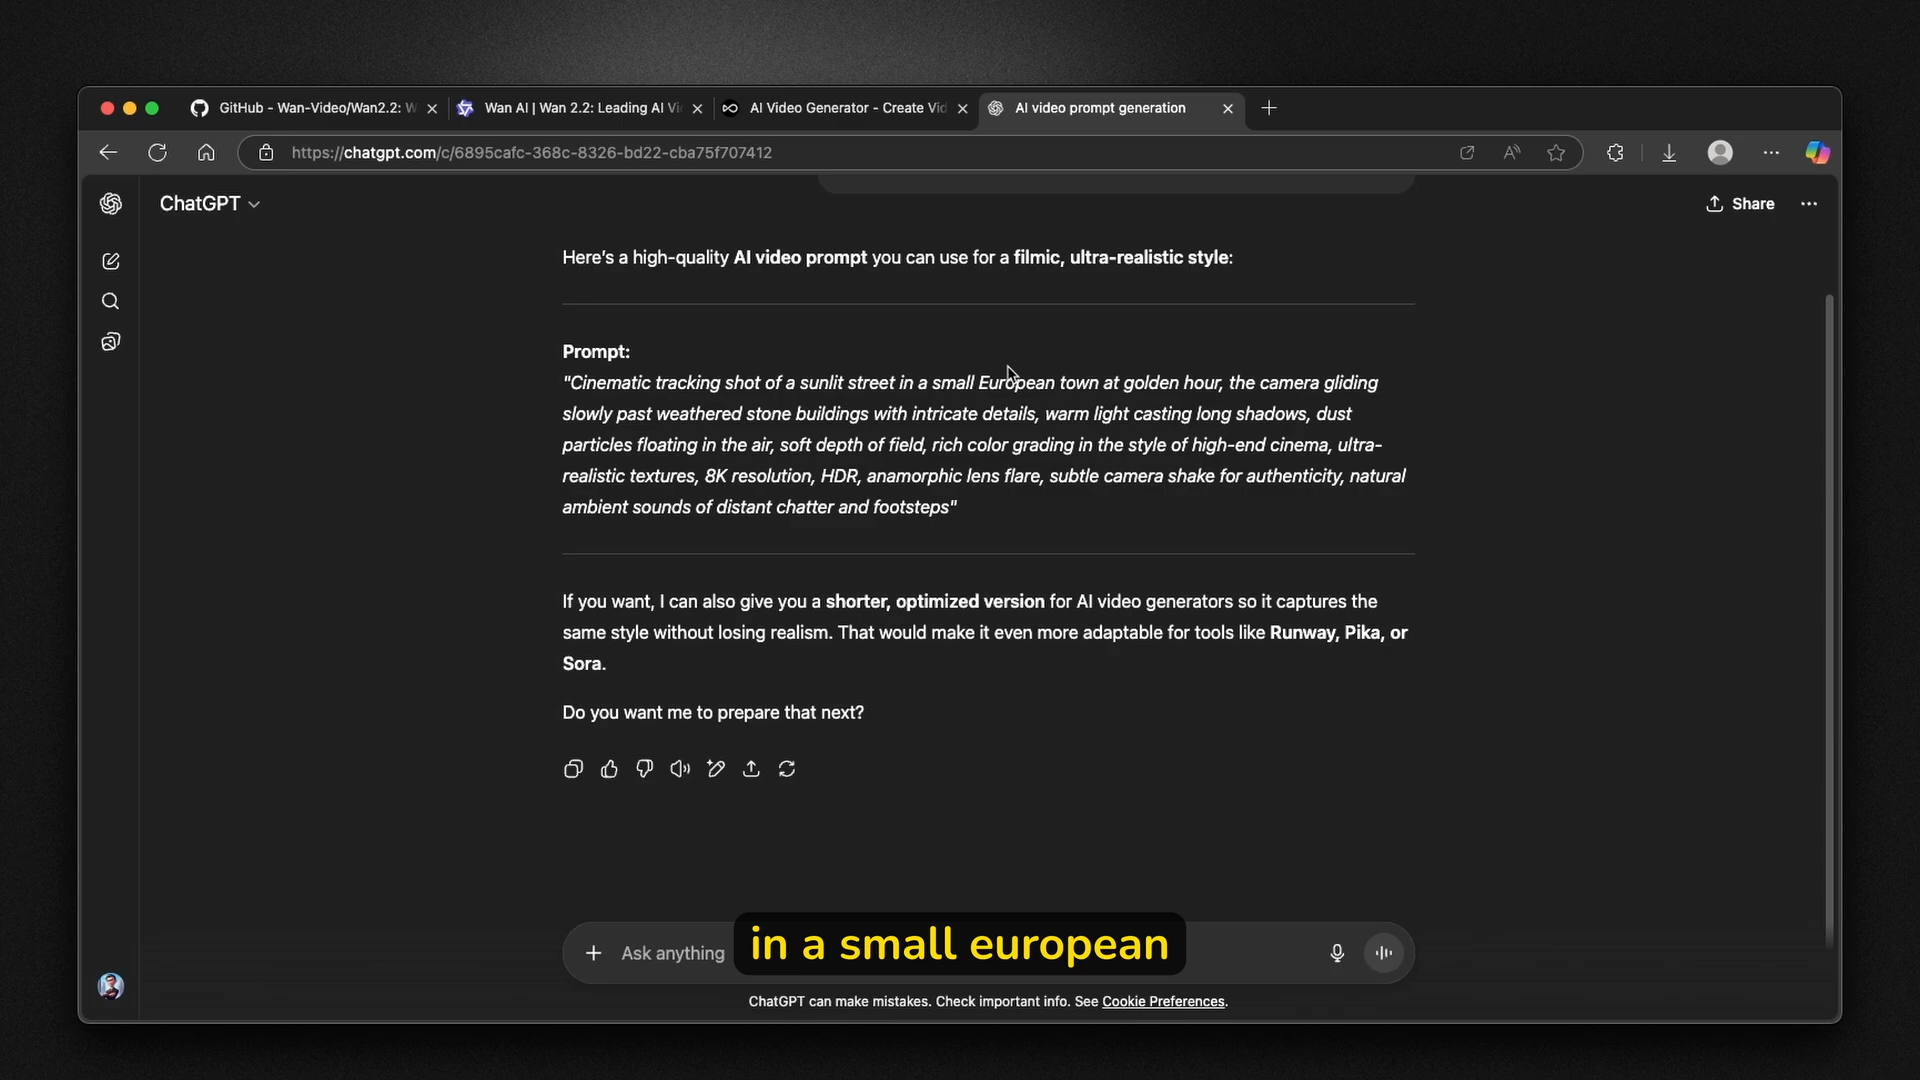 GitHub - Wan-Video/Wan2.2: W
Wan AI | Wan 2.2: Leading AI Vi
AI Video Generator - Create Vid
AI video prompt generation
https://chatgpt.com/c/6895cafc-368c-8326-bd22-cba75f707412
ChatGPT
Share
Here's a high-quality AI video prompt you can use for a filmic, ultra-realistic style:
Prompt:
"Cinematic tracking shot of a sunlit street in a small European town at golden hour, the camera gliding
slowly past weathered stone buildings with intricate details, warm light casting long shadows, dust
particles floating in the air, soft depth of field, rich color grading in the style of high-end cinema, ultra-
realistic textures, 8K resolution, HDR, anamorphic lens flare, subtle camera shake for authenticity, natural
ambient sounds of distant chatter and footsteps"
If you want, I can also give you a shorter, optimized version for AI video generators so it captures the
same style without losing realism. That would make it even more adaptable for tools like Runway, Pika, or
Sora.
Do you want me to prepare that next?
Ask anything
in a small european
ChatGPT can make mistakes. Check important info. See Cookie Preferences.